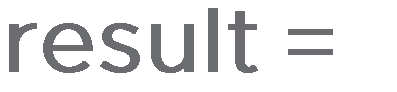 result =